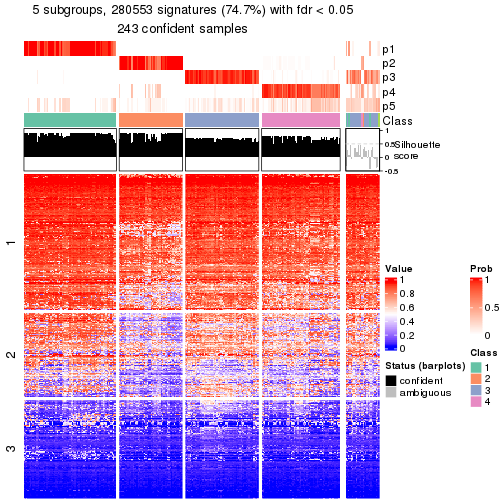 5 subgroups, 280553 signatures (74.7%) with fdr < 0.05
243 confident samples
p1
p2
p3
p4
p5
Class
1
0.5
0
-0.5
Silhouette
score
1
2
3
Value
1
0.8
0.6
0.4
0.2
0
Prob
1
0.5
0
Status (barplots)
confident
ambiguous
Class
1
2
3
4